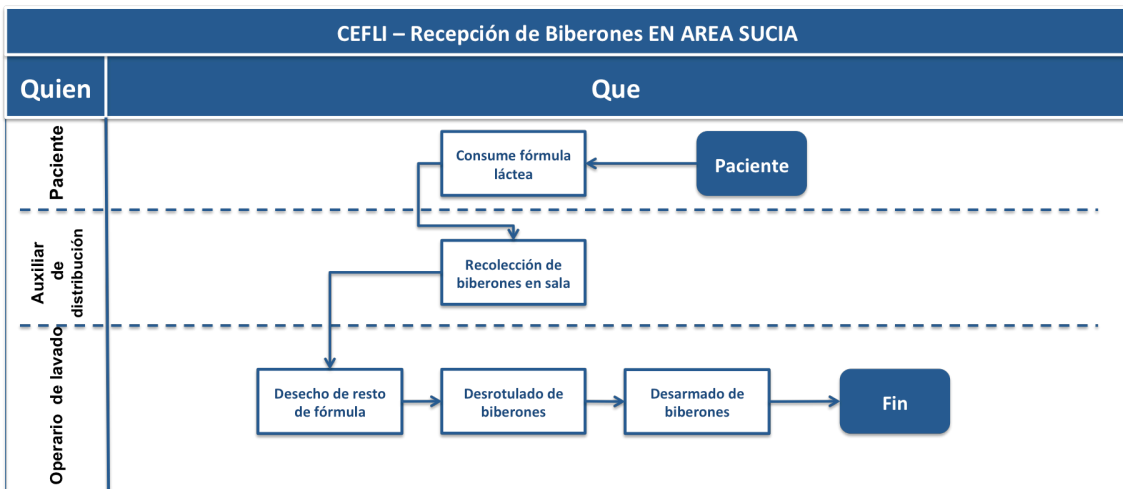 CEFLI – Recepción de Biberones EN AREA SUCIA
Quien
Que
Paciente
Consume fórmula
láctea
Paciente
Auxiliar
de
distribución
Recolección de
biberones en sala
Operario de lavado
Desecho de resto
de fórmula
Desrotulado de
biberones
Desarmado de
biberones
Fin